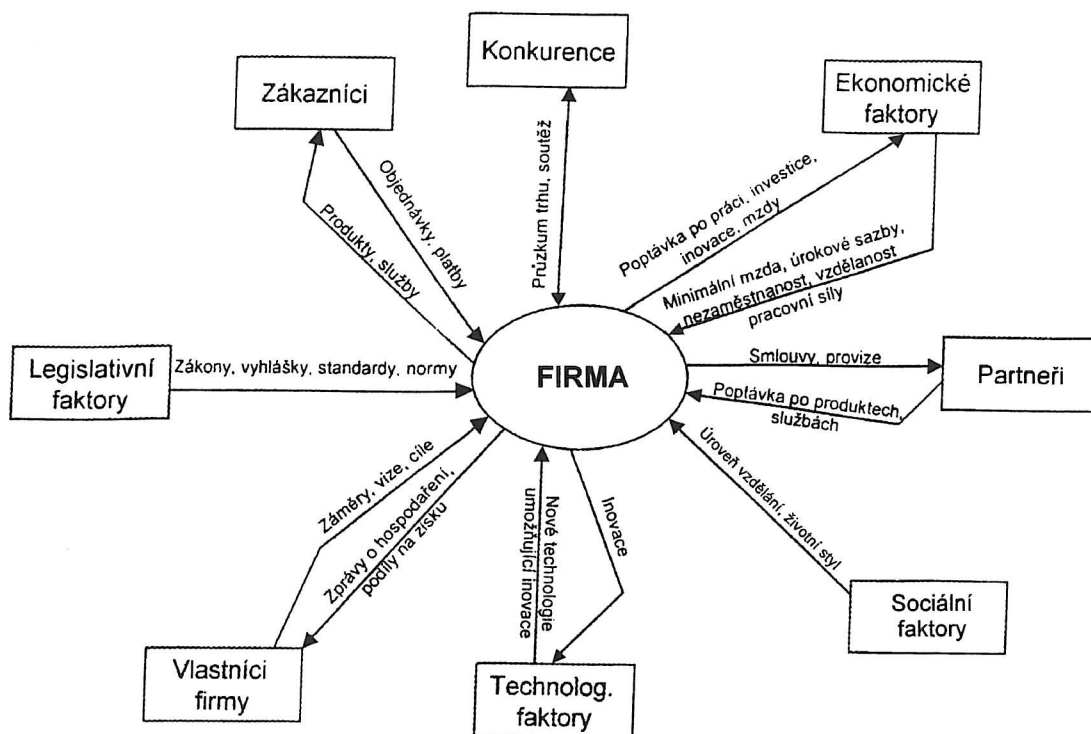 Konkurence
Zákazníci
Ekonomické
faktory
Objednávky, platby
Produkty, služby
Průzkum trhu, soutěž
Poptávka po práci, investice,
inovace, mzdy
Minimální mzda, úrokové sazby,
nezaměstnanost, vzdělanost
pracovní síly
Legislativní
faktory
Zákony, vyhlášky, standardy, normy
FIRMA
Smlouvy, provize
Partneři
Poptávka po produktech,
službách
Záměry, vize, cíle
Zprávy o hospodaření,
podíly na zisku
Nové technologie
umožňující inovace
Inovace
Úroveň vzdělání, životní styl
Sociální
faktory
Vlastníci
firmy
Technolog.
faktory